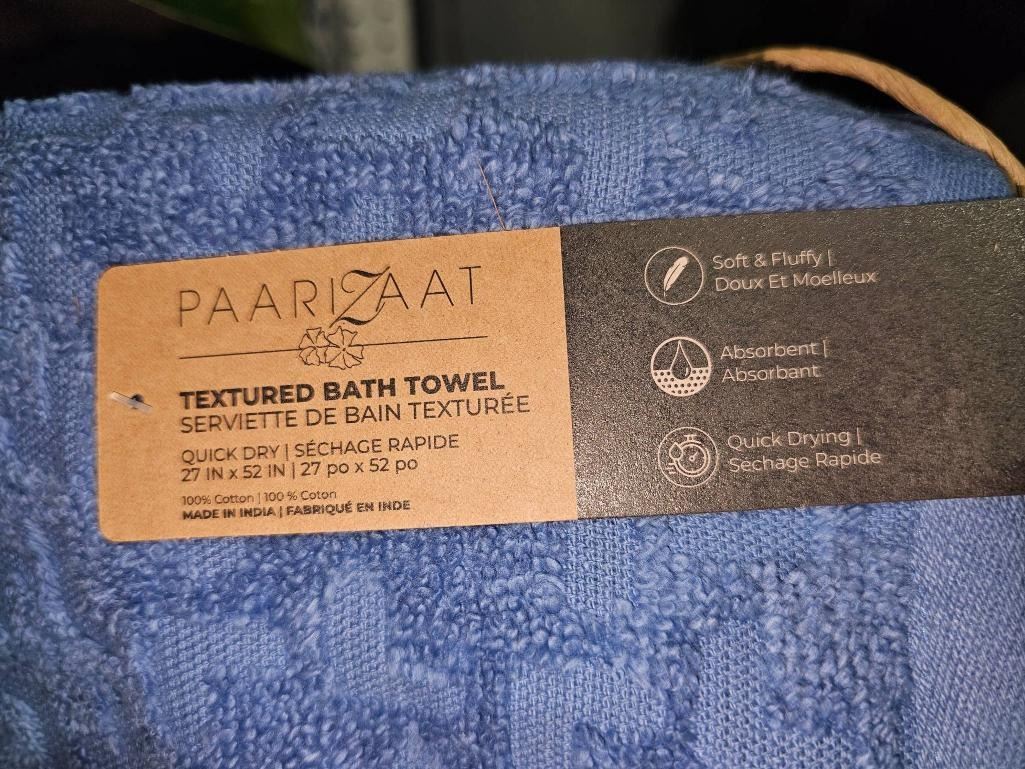 PAARIZAAT
TEXTURED BATH TOWEL
SERVIETTE DE BAIN TEXTURÉE
QUICK DRY | SÉCHAGE RAPIDE
27 IN x 52 IN | 27 po x 52 po
100% Cotton | 100 % Coton
MADE IN INDIA | FABRIQUÉ EN INDE
Soft & Fluffy |
Doux Et Moelleux
Absorbent |
Absorbant
Quick Drying |
Sechage Rapide